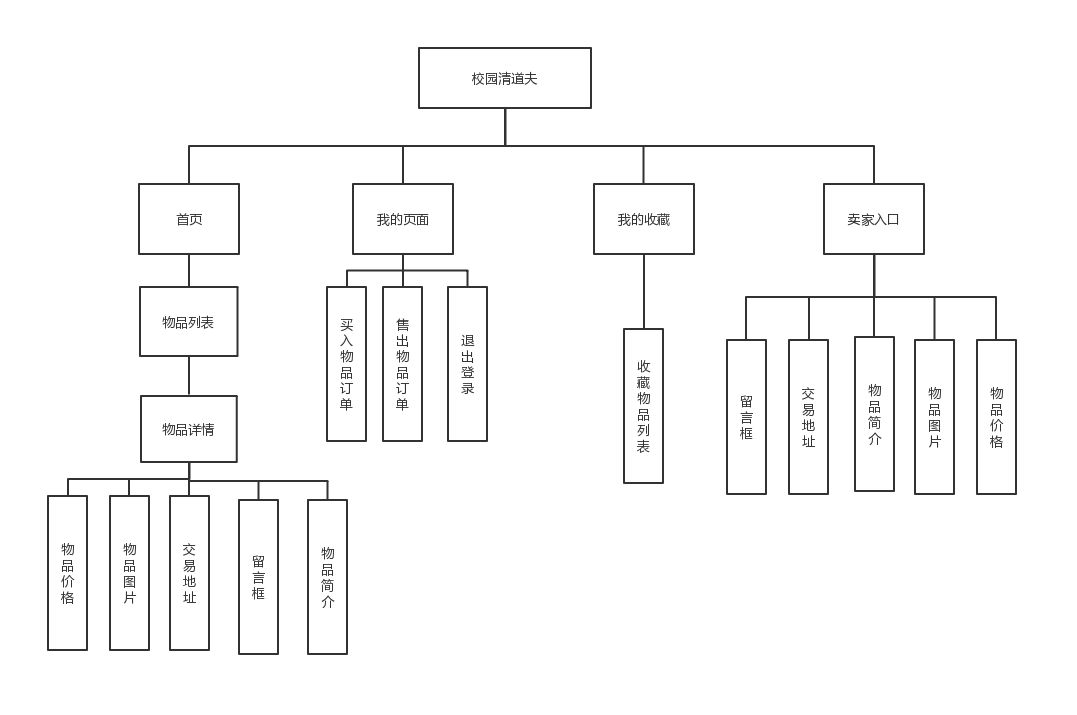 校园清道夫
首页
我的页面
我的收藏
卖家入口
物品列表
买入物品订单
售出物品订单
退出登录
收藏物品列表
留言框
交易地址
物品简介
物品图片
物品价格
物品详情
物品价格
物品图片
交易地址
留言框
物品简介